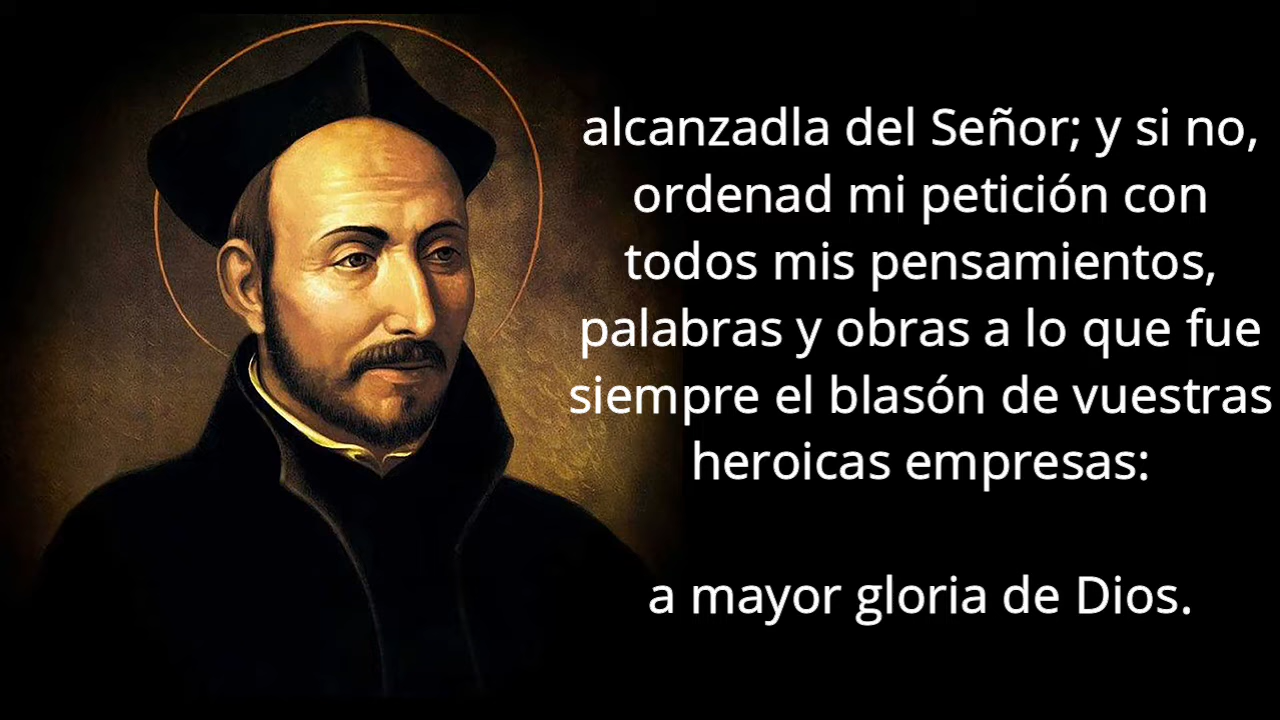 alcanzadla del Señor; y si no,
ordenad mi petición con
todos mis pensamientos,
palabras y obras a lo que fue
siempre el blasón de vuestras
heroicas empresas:
a mayor gloria de Dios.